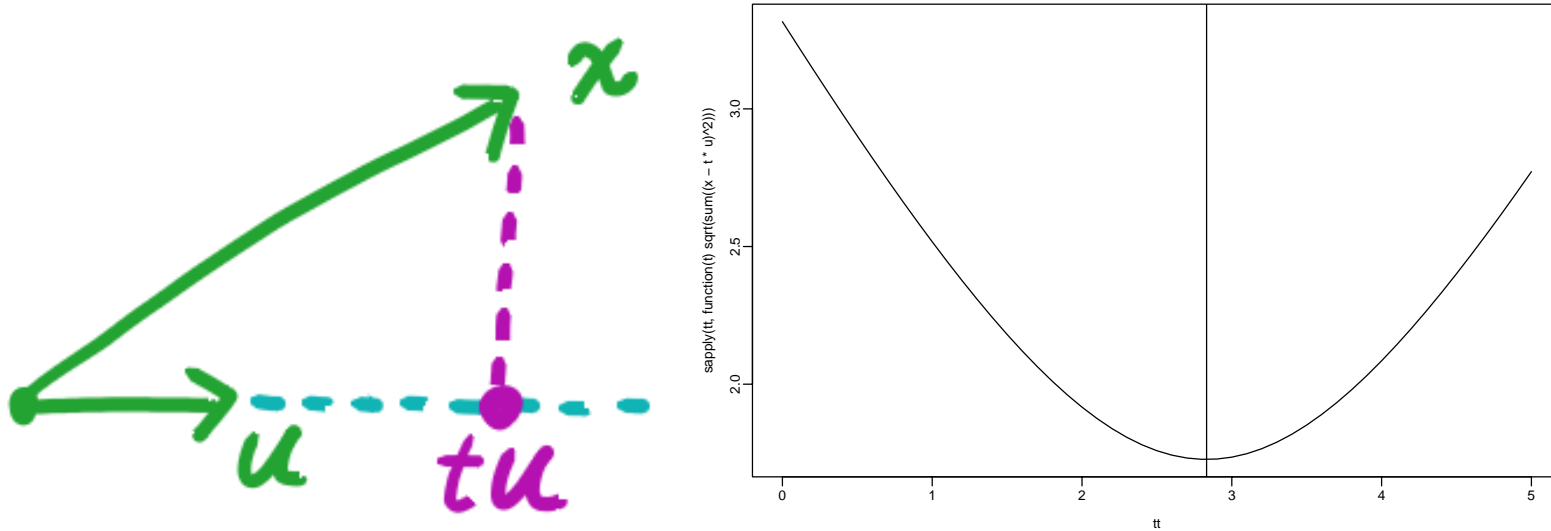 x
u
tu
sapply(tt, function(t) sqrt(sum((x − t * u)^2)))
3.0
2.5
2.0
0
1
2
3
4
5
tt